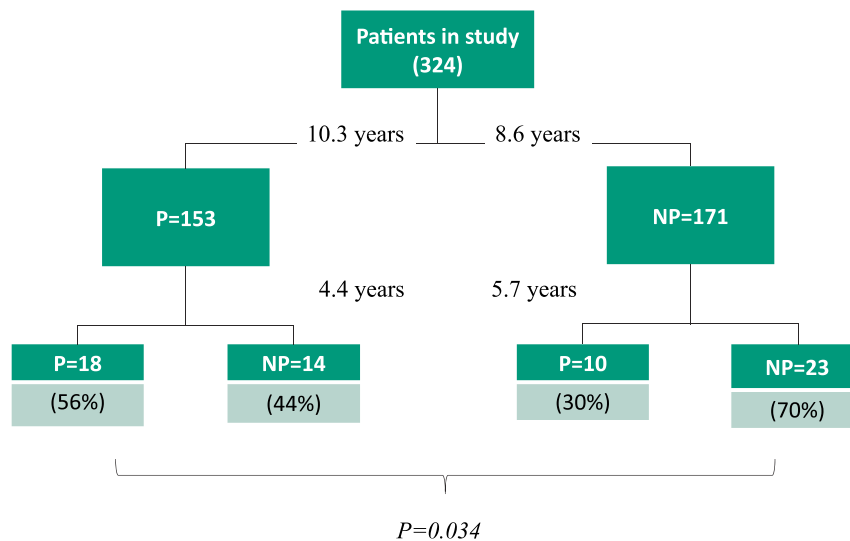 Patients in study
(324)
10.3 years
8.6 years
P=153
NP=171
4.4 years
5.7 years
P=18
NP=14
P=10
NP=23
(56%)
(44%)
(30%)
(70%)
P=0.034